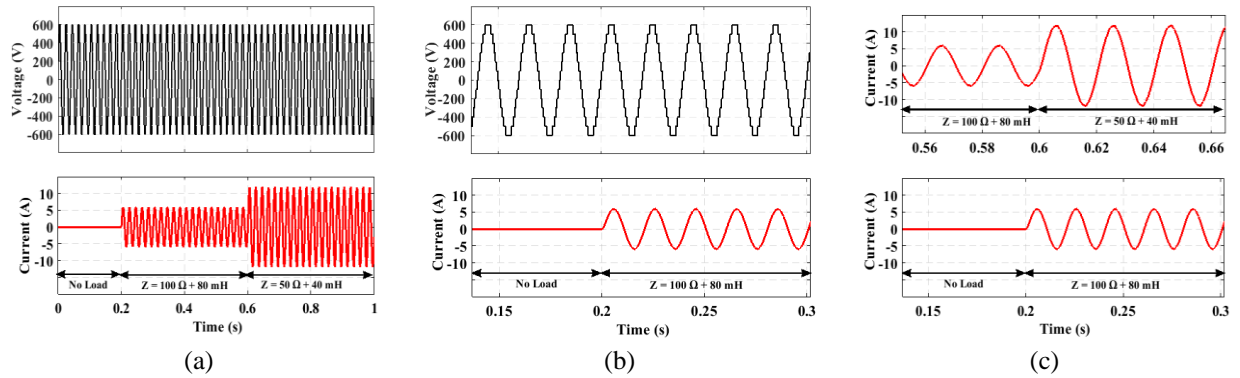 Voltage (V)
600
400
200
0
-200
-400
-600
Current (A)
10
5
0
-5
-10
No Load
Z = 100 Ω + 80 mH
Z = 50 Ω + 40 mH
0
0.2
0.4
0.6
0.8
1
Time (s)
(a)
Voltage (V)
600
400
200
0
-200
-400
-600
Current (A)
10
5
0
-5
-10
No Load
Z = 100 Ω + 80 mH
0.15
0.2
0.25
0.3
Time (s)
(b)
Current (A)
10
5
0
-5
-10
Z = 100 Ω + 80 mH
Z = 50 Ω + 40 mH
0.56
0.58
0.6
0.62
0.64
0.66
Current (A)
10
5
0
-5
-10
No Load
Z = 100 Ω + 80 mH
0.15
0.2
0.25
0.3
Time (s)
(c)